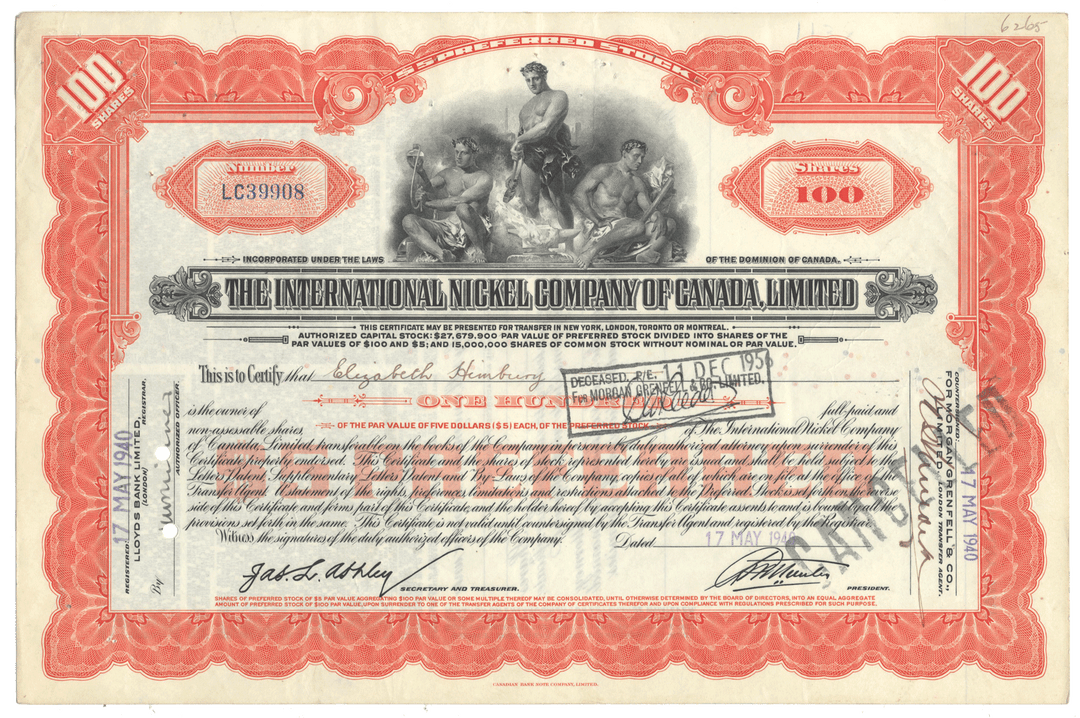 6265
$5 PREFERRED STOCK
100
SHARES
100
SHARES
Number
LC39908
Shares
100
INCORPORATED UNDER THE LAWS
OF THE DOMINION OF CANADA.
THE INTERNATIONAL NICKEL COMPANY OF CANADA, LIMITED
THIS CERTIFICATE MAY BE PRESENTED FOR TRANSFER IN NEW YORK, LONDON, TORONTO OR MONTREAL.
AUTHORIZED CAPITAL STOCK: $27,679,900 PAR VALUE OF PREFERRED STOCK DIVIDED INTO SHARES OF THE
PAR VALUES OF $100 AND $5; AND 15,000,000 SHARES OF COMMON STOCK WITHOUT NOMINAL OR PAR VALUE.
This is to Certify that Elizabeth Hembury
DECEASED, P/E. 14 DEC 1956
For MORGAN GRENFELL & CO. LIMITED.
ONE HUNDRED
is the owner of full-paid and
non-assessable shares OF THE PAR VALUE OF FIVE DOLLARS ($5) EACH, OF THE PREFERRED STOCK of The International Nickel Company
of Canada, Limited, transferable on the books of the Company in person or by duly authorized attorney upon surrender of this
Certificate properly endorsed. This Certificate and the shares of stock represented hereby are issued and shall be held subject to the
Letters Patent, Supplementary Letters Patent and By-Laws of the Company, copies of all of which are on file at the office of the
Transfer Agent. A statement of the rights, preferences, limitations and restrictions attached to the Preferred Stock is set forth on the reverse
side of this Certificate and forms part of this Certificate, and the holder hereof by accepting this Certificate assents to and is bound by all the
provisions set forth in the same. This Certificate is not valid until countersigned by the Transfer Agent and registered by the Registrar.
Witness the signatures of the duly authorized officers of the Company. Dated 17 MAY 1940
$5 PREFERRED
CANCELLED
Jas. L. Ashley
SECRETARY AND TREASURER.
PRESIDENT.
SHARES OF PREFERRED STOCK OF $5 PAR VALUE AGGREGATING $100 PAR VALUE OR SOME MULTIPLE THEREOF MAY BE CONSOLIDATED, UNTIL OTHERWISE DETERMINED BY THE BOARD OF DIRECTORS, INTO AN EQUAL AGGREGATE
AMOUNT OF PREFERRED STOCK OF $100 PAR VALUE, UPON SURRENDER TO ONE OF THE TRANSFER AGENTS OF THE COMPANY OF CERTIFICATES THEREFOR AND UPON COMPLIANCE WITH REGULATIONS PRESCRIBED FOR SUCH PURPOSE.
REGISTERED: 17 MAY 1940
LLOYDS BANK LIMITED,
(LONDON) REGISTRAR.
By
AUTHORIZED OFFICER.
COUNTERSIGNED: 17 MAY 1940
FOR MORGAN GRENFELL & CO.,
LIMITED, LONDON TRANSFER AGENT.
CANADIAN BANK NOTE COMPANY, LIMITED.